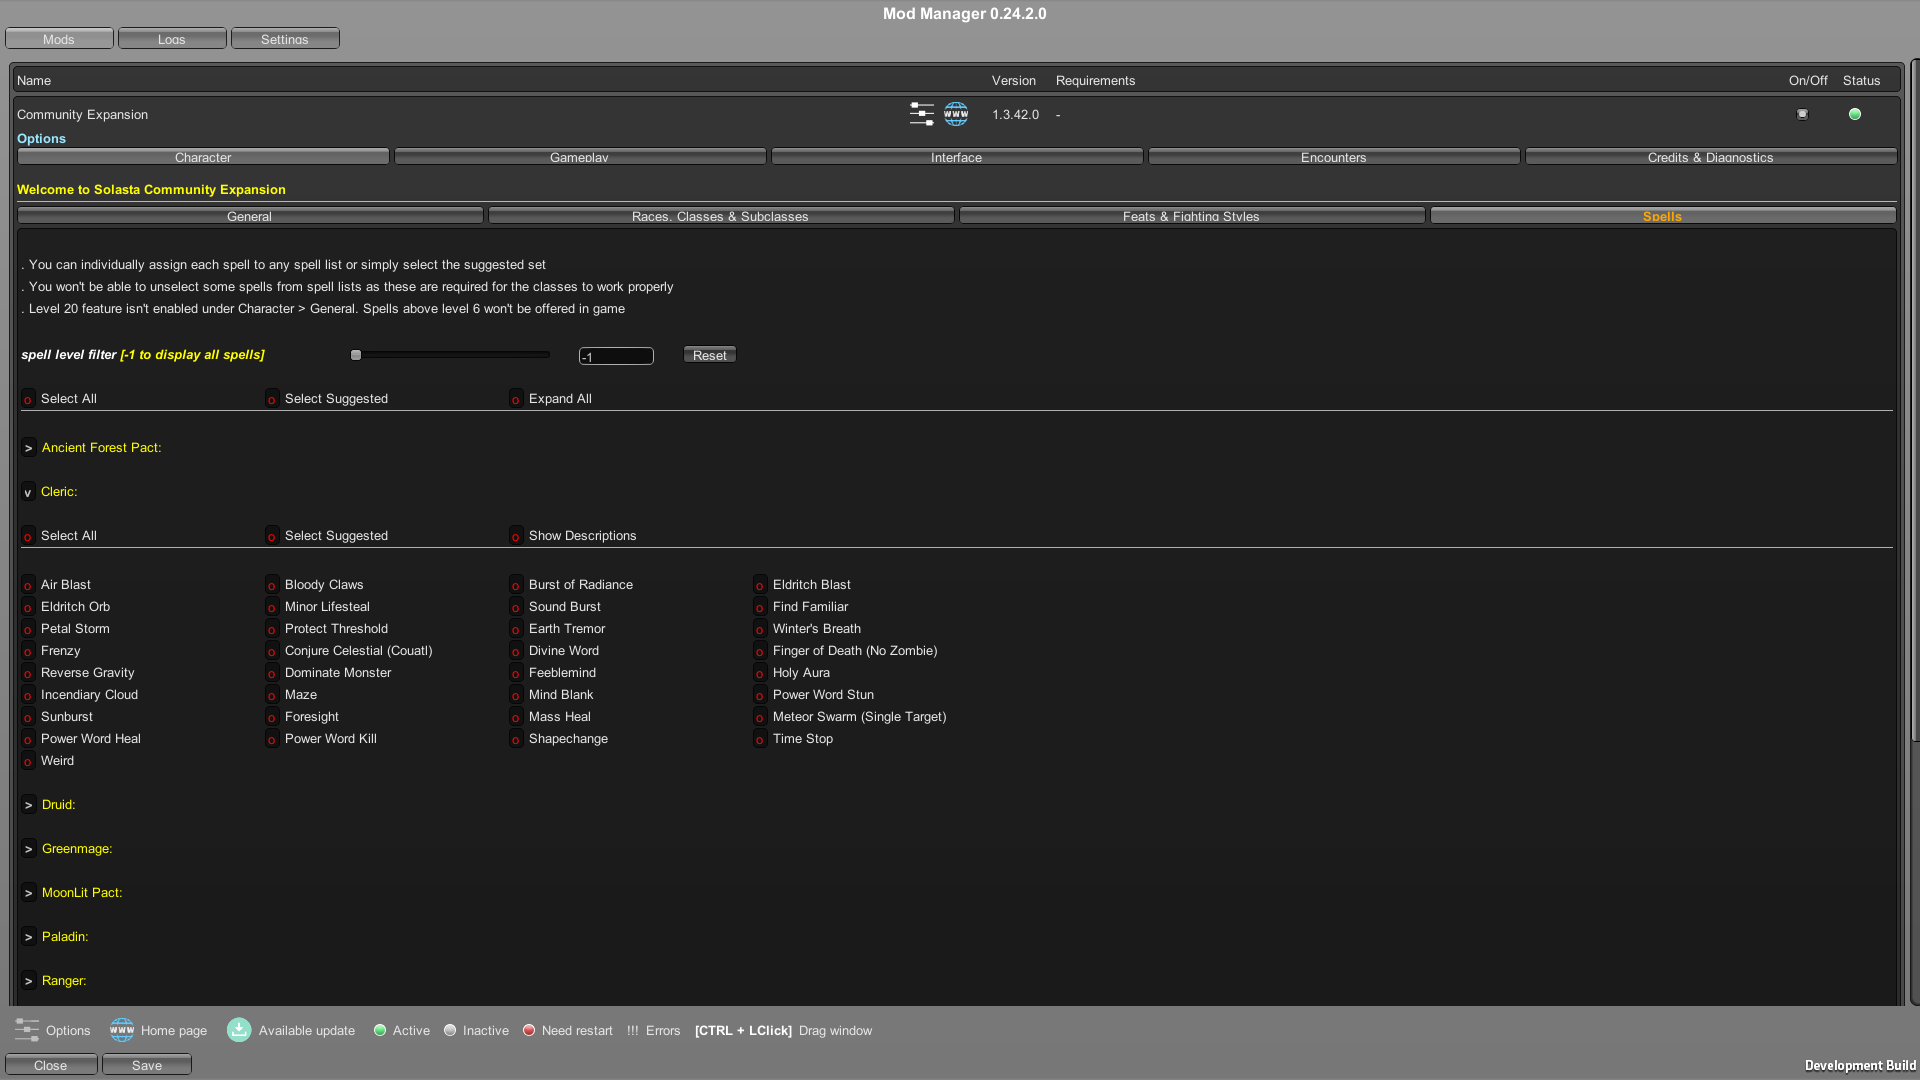 Mod Manager 0.24.2.0
Mods Logs Settings
Name Version Requirements On/Off Status
Community Expansion WWW 1.3.42.0 -
Options
Character Gameplay Interface Encounters Credits & Diagnostics
Welcome to Solasta Community Expansion
General Races, Classes & Subclasses Feats & Fighting Styles Spells
. You can individually assign each spell to any spell list or simply select the suggested set
. You won't be able to unselect some spells from spell lists as these are required for the classes to work properly
. Level 20 feature isn't enabled under Character > General. Spells above level 6 won't be offered in game
spell level filter [-1 to display all spells] -1 Reset
o Select All o Select Suggested o Expand All
> Ancient Forest Pact:
v Cleric:
o Select All o Select Suggested o Show Descriptions
o Air Blast o Bloody Claws o Burst of Radiance o Eldritch Blast
o Eldritch Orb o Minor Lifesteal o Sound Burst o Find Familiar
o Petal Storm o Protect Threshold o Earth Tremor o Winter's Breath
o Frenzy o Conjure Celestial (Couatl) o Divine Word o Finger of Death (No Zombie)
o Reverse Gravity o Dominate Monster o Feeblemind o Holy Aura
o Incendiary Cloud o Maze o Mind Blank o Power Word Stun
o Sunburst o Foresight o Mass Heal o Meteor Swarm (Single Target)
o Power Word Heal o Power Word Kill o Shapechange o Time Stop
o Weird
> Druid:
> Greenmage:
> MoonLit Pact:
> Paladin:
> Ranger:
Options WWW Home page Available update Active Inactive Need restart !!! Errors [CTRL + LClick] Drag window
Close Save
Development Build